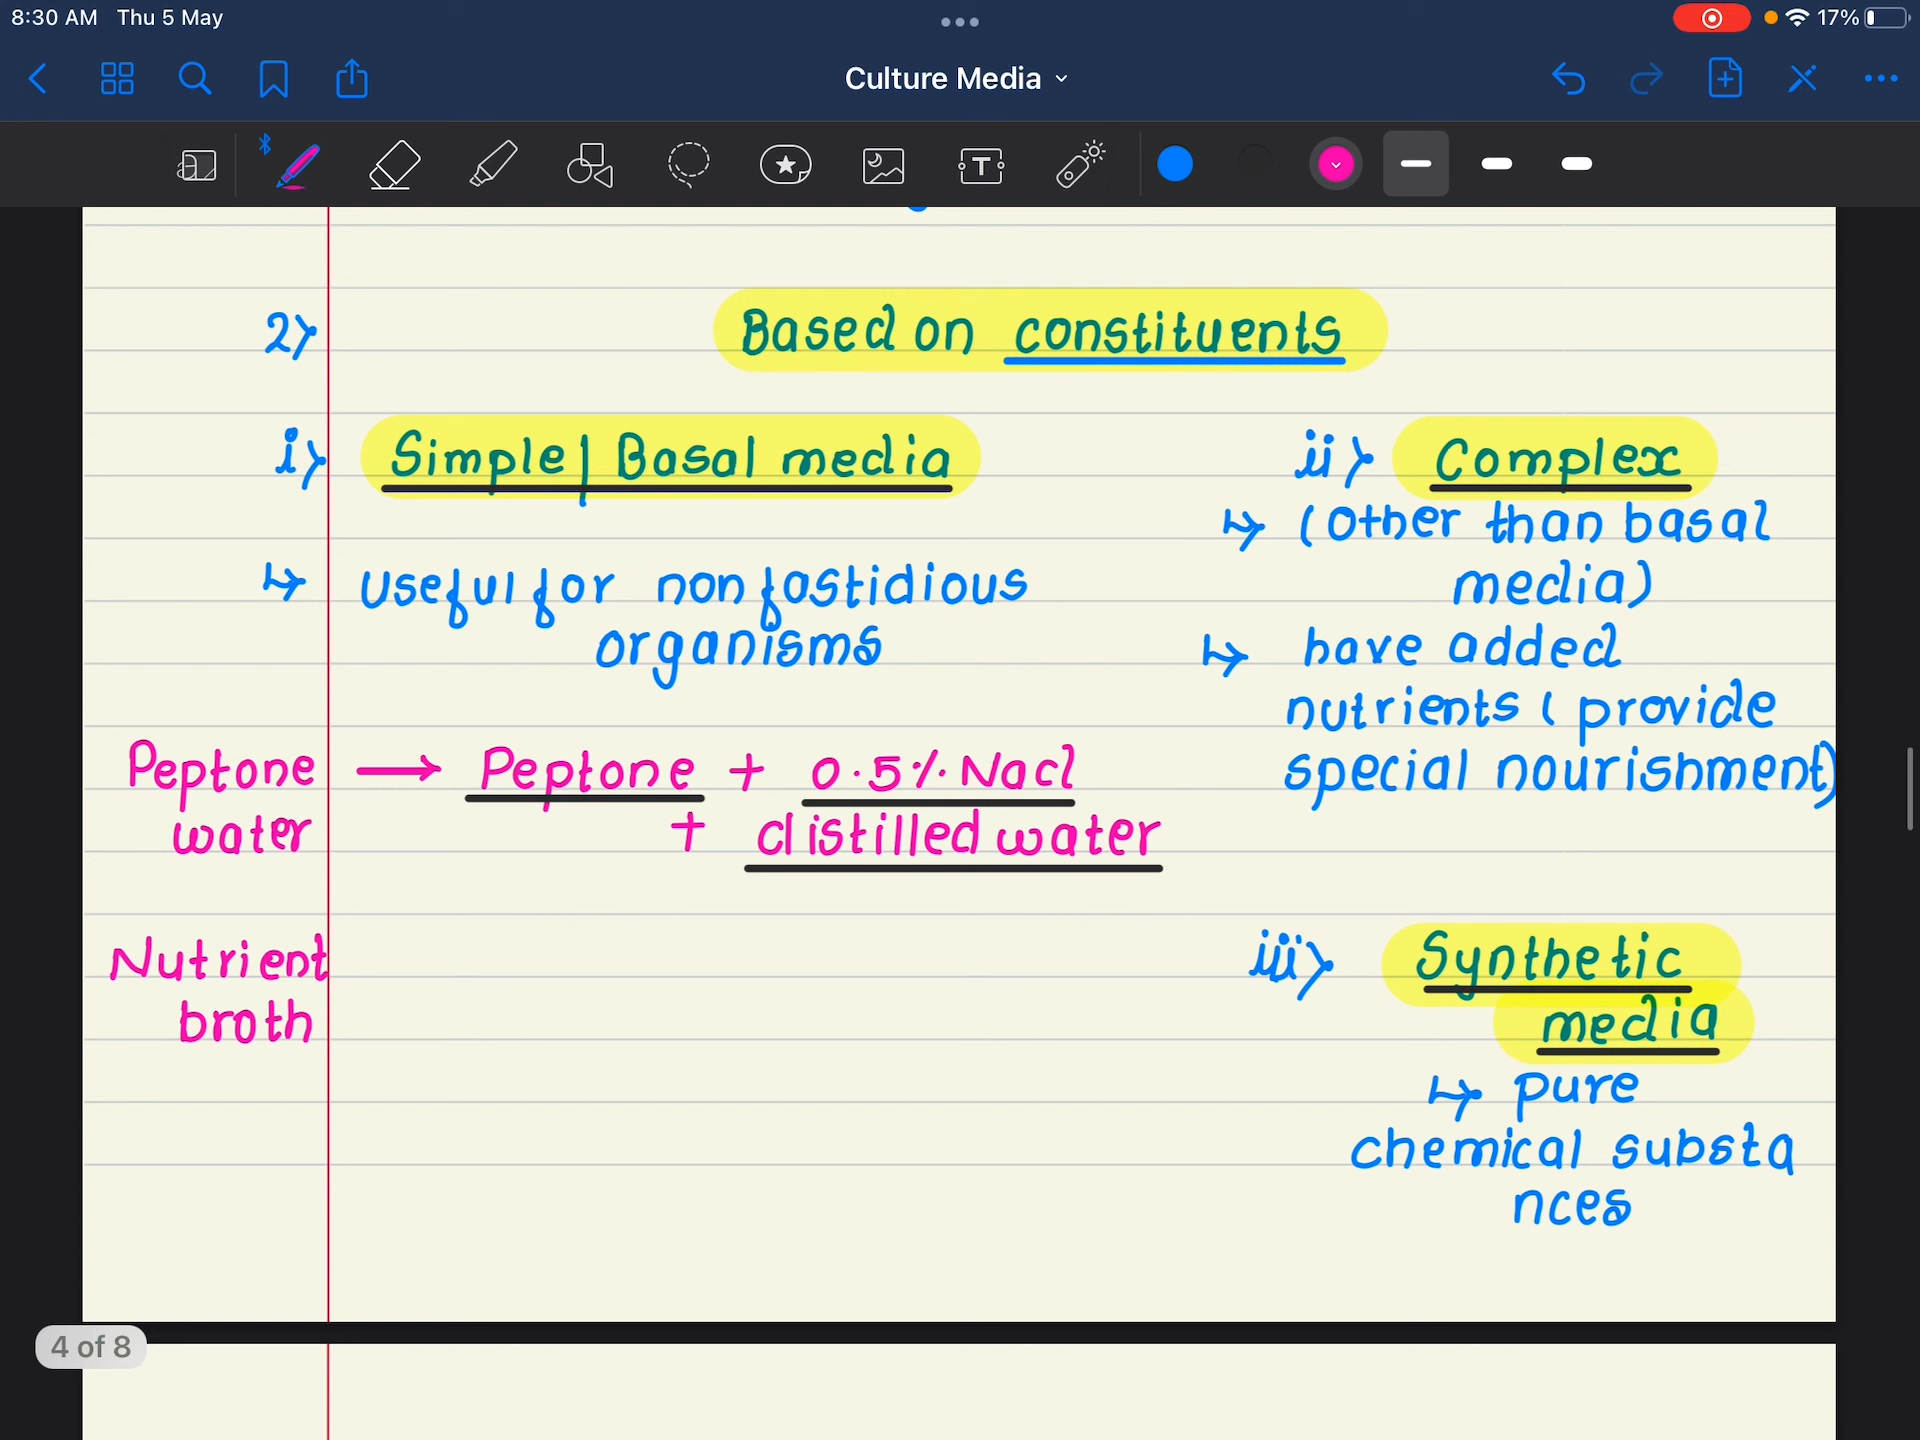 8:30 AM Thu 5 May
17%
Culture Media
T
2)
Based on constituents
i) Simple | Basal media
ii) Complex
↳ (Other than basal
media)
↳ useful for non fastidious
organisms
↳ have added
nutrients ( provide
special nourishment)
Peptone → Peptone + 0.5% Nacl
water + distilled water
Nutrient
broth
iii) Synthetic
media
↳ pure
chemical substa
nces
4 of 8